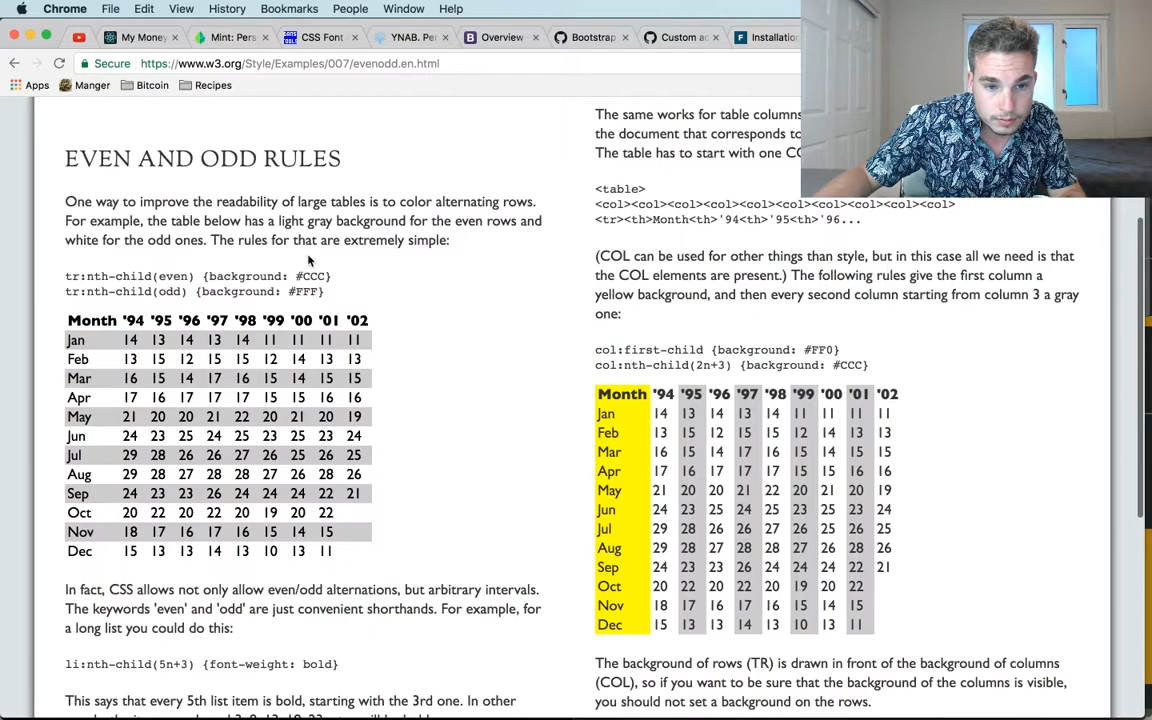 Chrome File Edit View History Bookmarks People Window Help
My Money Mint: Pers CSS Font YNAB. Pe Overview Bootstrap Custom ac Installatio
Secure https://www.w3.org/Style/Examples/007/evenodd.en.html
Apps Manger Bitcoin Recipes
EVEN AND ODD RULES
One way to improve the readability of large tables is to color alternating rows.
For example, the table below has a light gray background for the even rows and
white for the odd ones. The rules for that are extremely simple:
tr:nth-child(even) {background: #CCC}
tr:nth-child(odd) {background: #FFF}
Month '94 '95 '96 '97 '98 '99 '00 '01 '02
Jan 14 13 14 13 14 11 11 11 11
Feb 13 15 12 15 15 12 14 13 13
Mar 16 15 14 17 16 15 14 15 15
Apr 17 16 17 17 17 15 15 16 16
May 21 20 20 21 22 20 21 20 19
Jun 24 23 25 24 25 23 25 23 24
Jul 29 28 26 26 27 26 25 26 25
Aug 29 28 27 28 28 27 26 28 26
Sep 24 23 23 26 24 24 24 22 21
Oct 20 22 20 22 20 19 20 22
Nov 18 17 16 17 16 15 14 15
Dec 15 13 13 14 13 10 13 11
In fact, CSS allows not only allow even/odd alternations, but arbitrary intervals.
The keywords 'even' and 'odd' are just convenient shorthands. For example, for
a long list you could do this:
li:nth-child(5n+3) {font-weight: bold}
This says that every 5th list item is bold, starting with the 3rd one. In other
The same works for table columns
the document that corresponds to
The table has to start with one CO
<table>
<col><col><col><col><col><col><col><col><col>
<tr><th>Month<th>'94<th>'95<th>'96...
(COL can be used for other things than style, but in this case all we need is that
the COL elements are present.) The following rules give the first column a
yellow background, and then every second column starting from column 3 a gray
one:
col:first-child {background: #FF0}
col:nth-child(2n+3) {background: #CCC}
Month '94 '95 '96 '97 '98 '99 '00 '01 '02
Jan 14 13 14 13 14 11 11 11 11
Feb 13 15 12 15 15 12 14 13 13
Mar 16 15 14 17 16 15 14 15 15
Apr 17 16 17 17 17 15 15 16 16
May 21 20 20 21 22 20 21 20 19
Jun 24 23 25 24 25 23 25 23 24
Jul 29 28 26 26 27 26 25 26 25
Aug 29 28 27 28 28 27 26 28 26
Sep 24 23 23 26 24 24 24 22 21
Oct 20 22 20 22 20 19 20 22
Nov 18 17 16 17 16 15 14 15
Dec 15 13 13 14 13 10 13 11
The background of rows (TR) is drawn in front of the background of columns
(COL), so if you want to be sure that the background of the columns is visible,
you should not set a background on the rows.